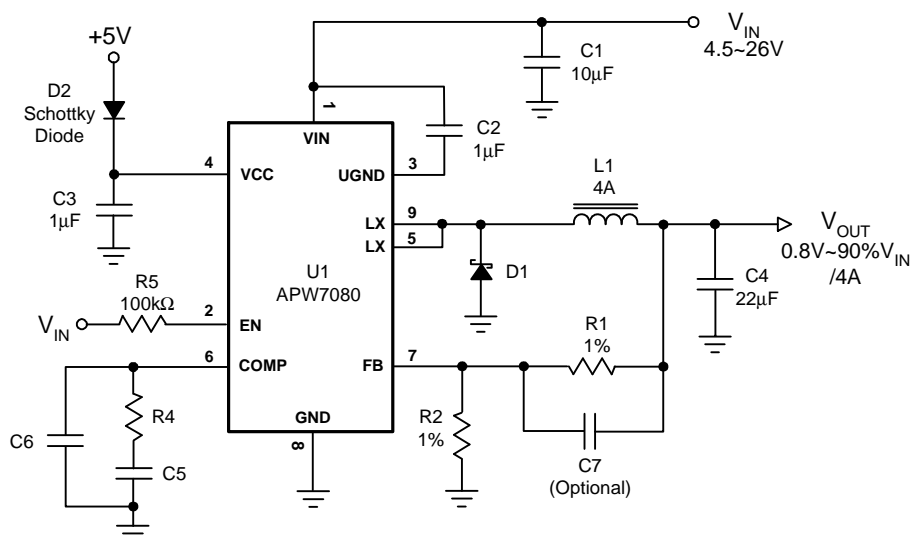 +5V
D2
Schottky
Diode
C3
1μF
4
VCC
1
VIN
C1
10μF
V_IN
4.5~26V
C2
1μF
3
UGND
9
LX
LX
5
L1
4A
D1
V_OUT
0.8V~90%V_IN
/4A
C4
22μF
U1
APW7080
R5
100kΩ
V_IN
2
EN
6
COMP
C6
R4
C5
GND
8
FB
7
R1
1%
R2
1%
C7
(Optional)